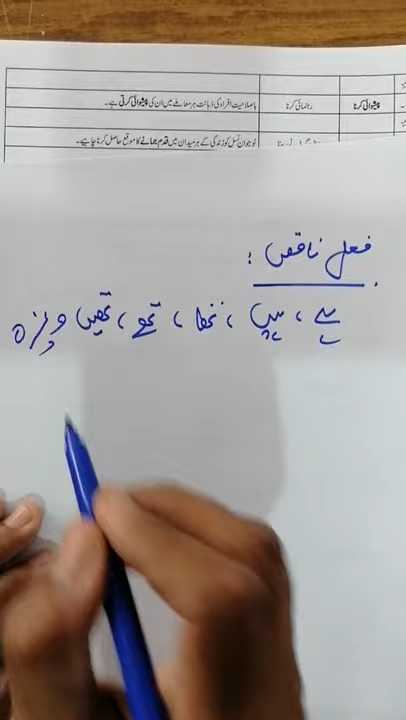 پیشوائی کرنا رہنمائی کرنا باصلاحیت افراد کی ذہانت ہر معاملے میں ان کی پیشوائی کرتی ہے۔
نوجوان نسل کو زندگی کے ہر میدان میں قدم جمانے کا موقع حاصل کرنا چاہیے۔
فعل ناقص :
ہے ، ہیں ، تھا ، تھے ، تھیں وغیرہ